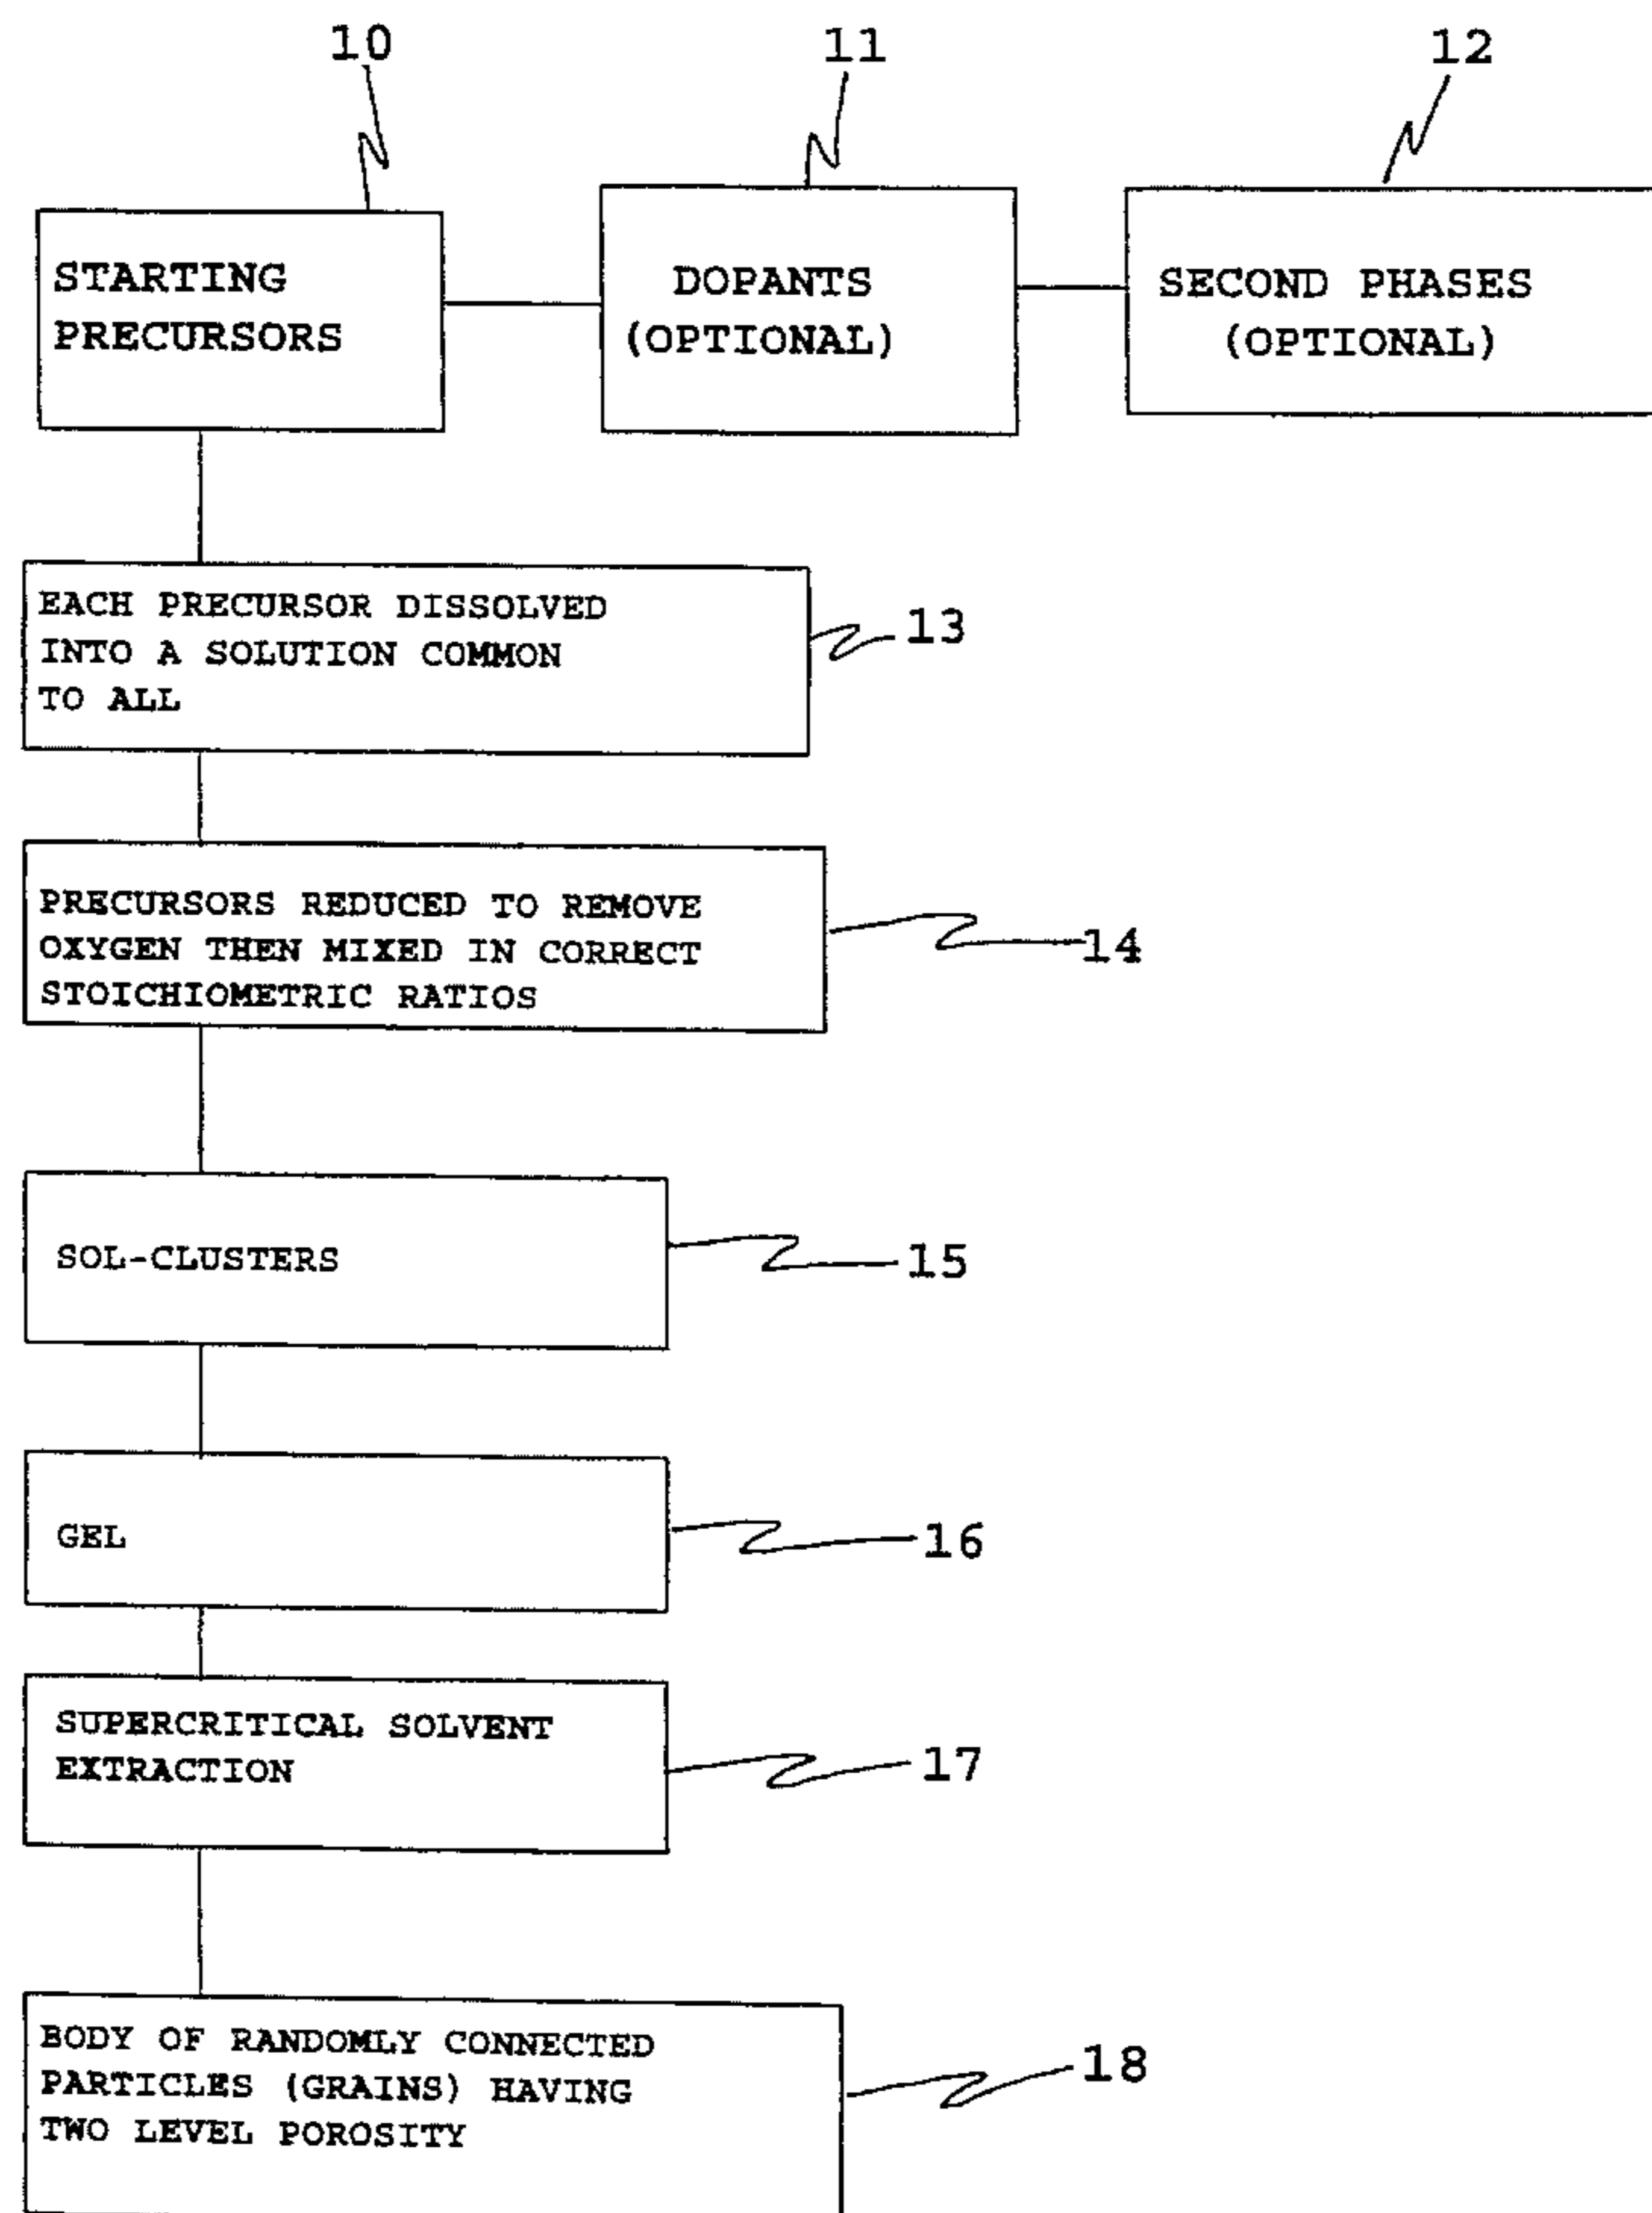 10
11
12
STARTING
PRECURSORS
DOPANTS
(OPTIONAL)
SECOND PHASES
(OPTIONAL)
EACH PRECURSOR DISSOLVED
INTO A SOLUTION COMMON
TO ALL
13
PRECURSORS REDUCED TO REMOVE
OXYGEN THEN MIXED IN CORRECT
STOICHIOMETRIC RATIOS
14
SOL-CLUSTERS
15
GEL
16
SUPERCRITICAL SOLVENT
EXTRACTION
17
BODY OF RANDOMLY CONNECTED
PARTICLES (GRAINS) HAVING
TWO LEVEL POROSITY
18